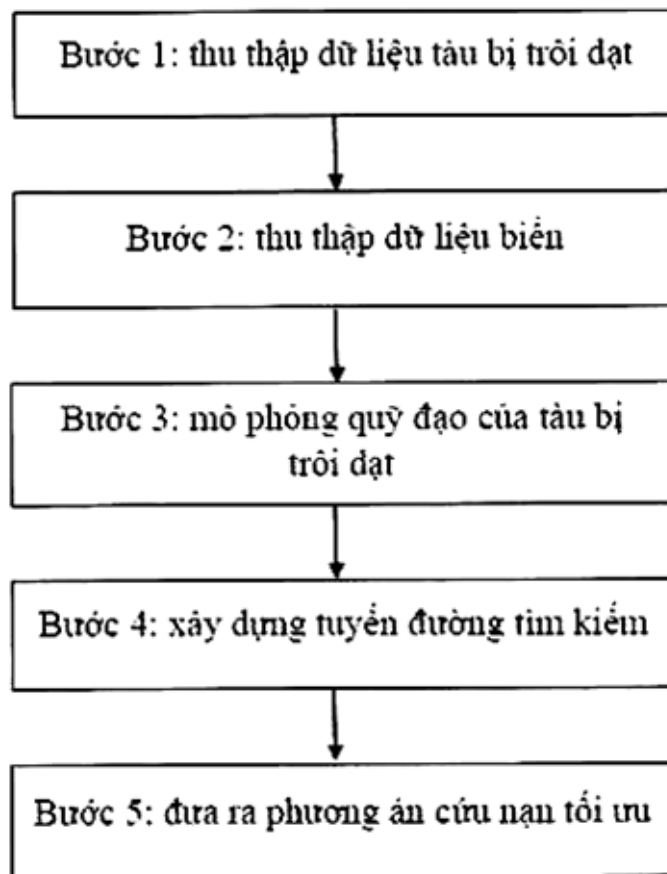 Bước 1: thu thập dữ liệu tàu bị trôi dạt
Bước 2: thu thập dữ liệu biển
Bước 3: mô phỏng quỹ đạo của tàu bị
trôi dạt
Bước 4: xây dựng tuyến đường tìm kiếm
Bước 5: đưa ra phương án cứu nạn tối ưu